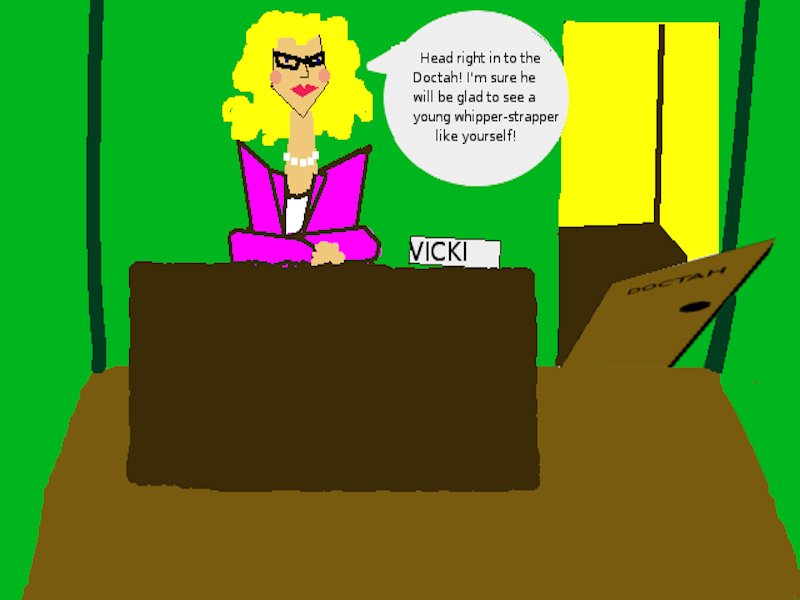 Head right in to the
Doctah! I'm sure he
will be glad to see a
young whipper-strapper
like yourself!
VICKI
DOCTAH